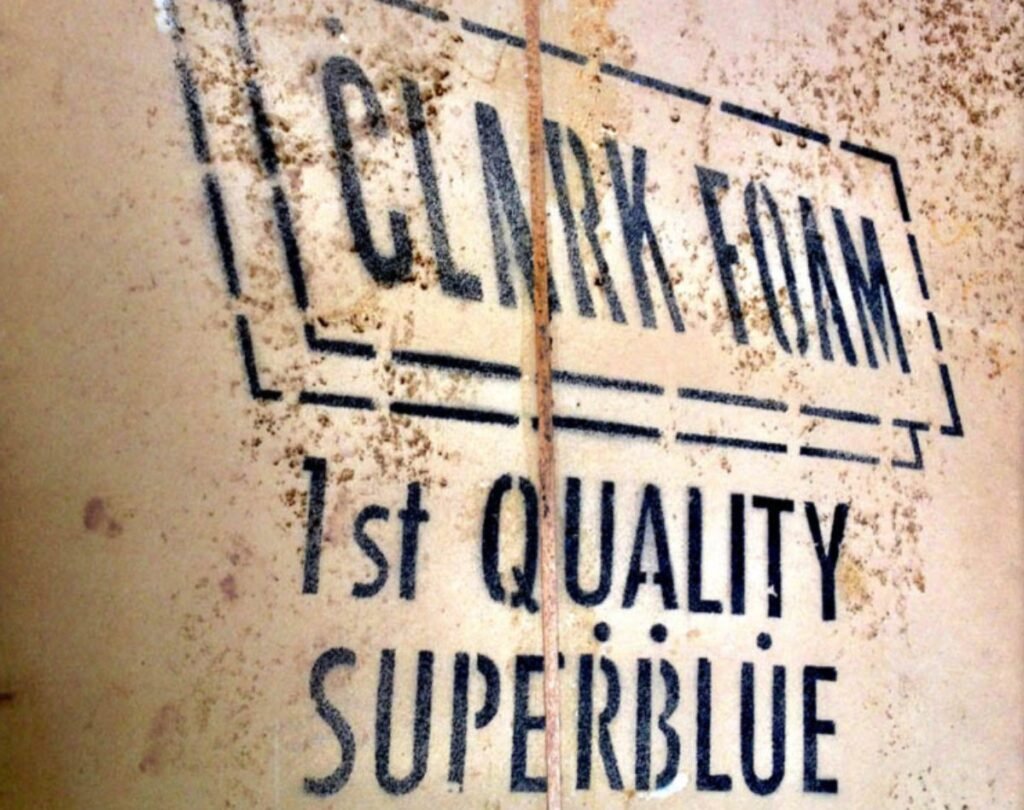 CLARK FOAM
1st QUALITY
SUPERBLUE